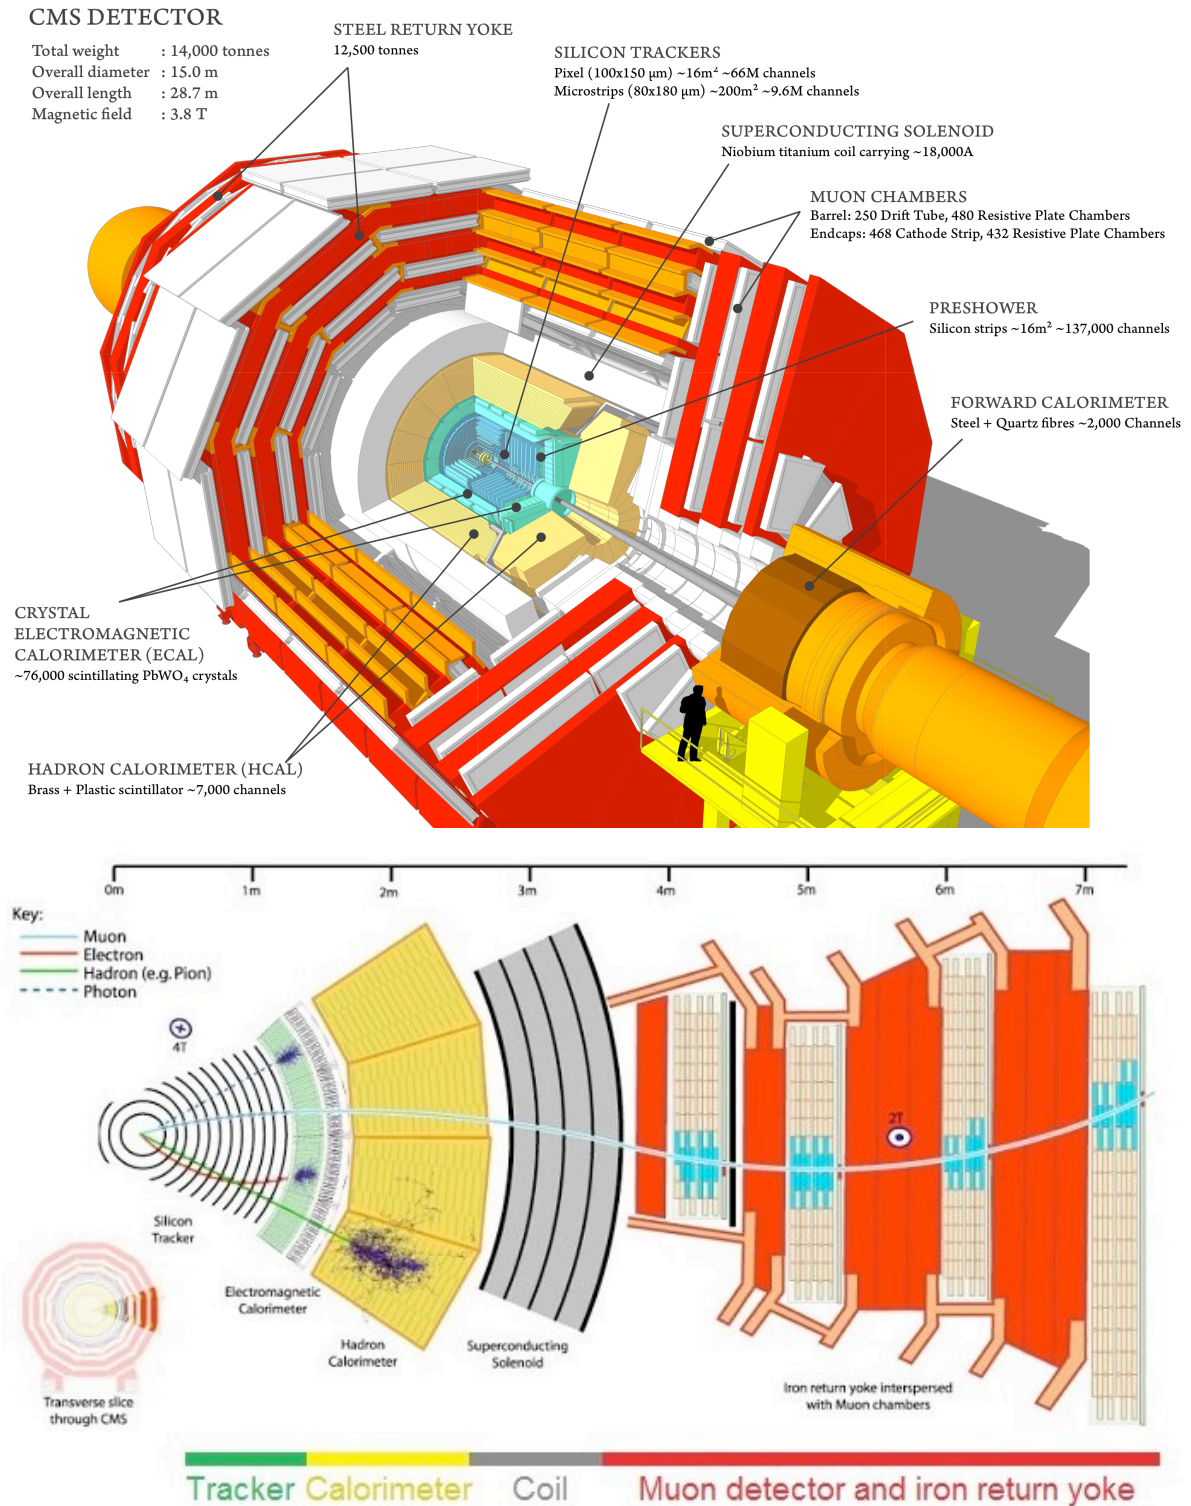 CMS DETECTOR
Total weight : 14,000 tonnes
Overall diameter : 15.0 m
Overall length : 28.7 m
Magnetic field : 3.8 T
STEEL RETURN YOKE
12,500 tonnes
SILICON TRACKERS
Pixel (100x150 μm) ~16m² ~66M channels
Microstrips (80x180 μm) ~200m² ~9.6M channels
SUPERCONDUCTING SOLENOID
Niobium titanium coil carrying ~18,000A
MUON CHAMBERS
Barrel: 250 Drift Tube, 480 Resistive Plate Chambers
Endcaps: 468 Cathode Strip, 432 Resistive Plate Chambers
PRESHOWER
Silicon strips ~16m² ~137,000 channels
FORWARD CALORIMETER
Steel + Quartz fibres ~2,000 Channels
CRYSTAL
ELECTROMAGNETIC
CALORIMETER (ECAL)
~76,000 scintillating PbWO₄ crystals
HADRON CALORIMETER (HCAL)
Brass + Plastic scintillator ~7,000 channels
0m 1m 2m 3m 4m 5m 6m 7m
Key:
Muon
Electron
Hadron (e.g. Pion)
Photon
4T
2T
Silicon
Tracker
Electromagnetic
Calorimeter
Hadron
Calorimeter
Superconducting
Solenoid
Iron return yoke interspersed
with Muon chambers
Transverse slice
through CMS
Tracker Calorimeter Coil Muon detector and iron return yoke